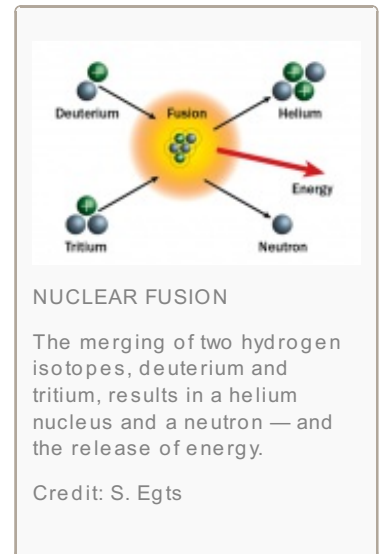 Deuterium
Fusion
Helium
Energy
Tritium
Neutron
NUCLEAR FUSION
The merging of two hydrogen
isotopes, deuterium and
tritium, results in a helium
nucleus and a neutron — and
the release of energy.
Credit: S. Egts